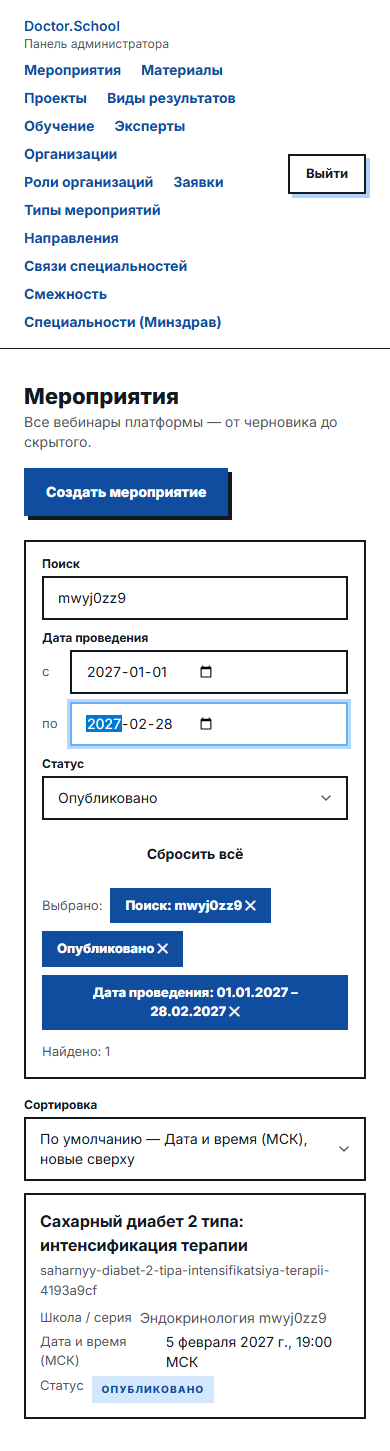 Doctor.School
Панель администратора
Мероприятия Материалы
Проекты Виды результатов
Обучение Эксперты
Организации
Роли организаций Заявки
Типы мероприятий
Направления
Связи специальностей
Смежность
Специальности (Минздрав)
Выйти
Мероприятия
Все вебинары платформы — от черновика до
скрытого.
Создать мероприятие
Поиск
mwyj0zz9
Дата проведения
с 2027-01-01
по 2027-02-28
Статус
Опубликовано
Сбросить всё
Выбрано: Поиск: mwyj0zz9 ✕
Опубликовано ✕
Дата проведения: 01.01.2027 –
28.02.2027 ✕
Найдено: 1
Сортировка
По умолчанию — Дата и время (МСК),
новые сверху
Сахарный диабет 2 типа:
интенсификация терапии
saharnyy-diabet-2-tipa-intensifikatsiya-terapii-
4193a9cf
Школа / серия Эндокринология mwyj0zz9
Дата и время 5 февраля 2027 г., 19:00
(МСК) МСК
Статус ОПУБЛИКОВАНО